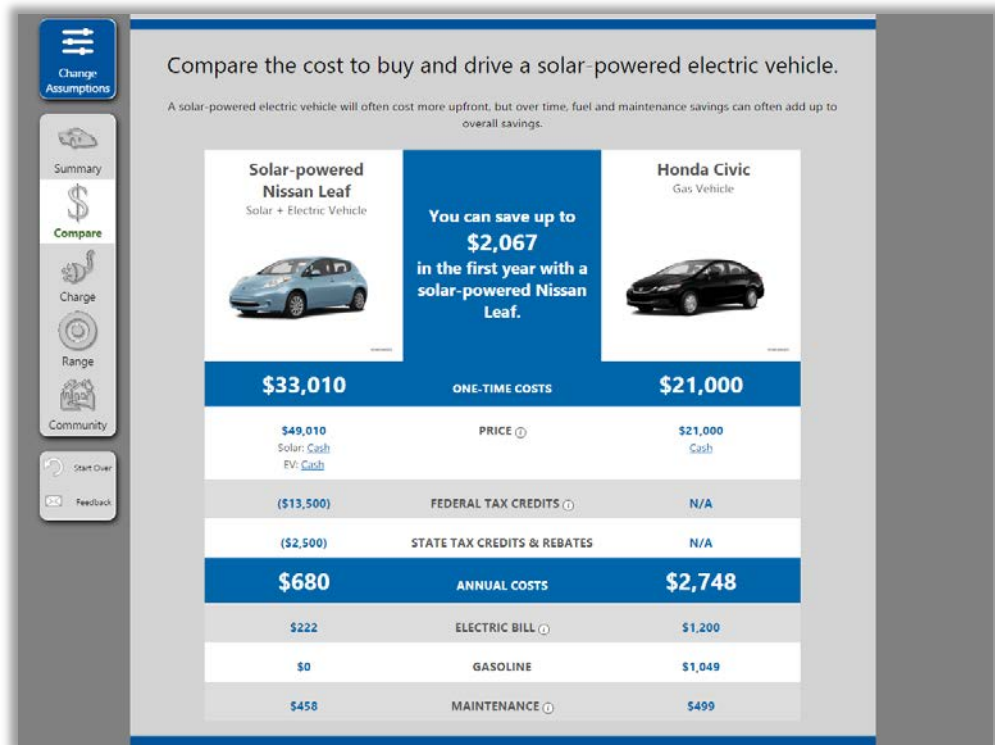 Change
Assumptions
Summary
Compare
Charge
Range
Community
Start Over
Feedback
Compare the cost to buy and drive a solar-powered electric vehicle.
A solar-powered electric vehicle will often cost more upfront, but over time, fuel and maintenance savings can often add up to
overall savings.
Solar-powered
Nissan Leaf
Solar + Electric Vehicle
You can save up to
$2,067
in the first year with a
solar-powered Nissan
Leaf.
Honda Civic
Gas Vehicle
$33,010 ONE-TIME COSTS $21,000
$49,010 PRICE $21,000
Solar: Cash Cash
EV: Cash
($13,500) FEDERAL TAX CREDITS N/A
($2,500) STATE TAX CREDITS & REBATES N/A
$680 ANNUAL COSTS $2,748
$222 ELECTRIC BILL $1,200
$0 GASOLINE $1,049
$458 MAINTENANCE $499